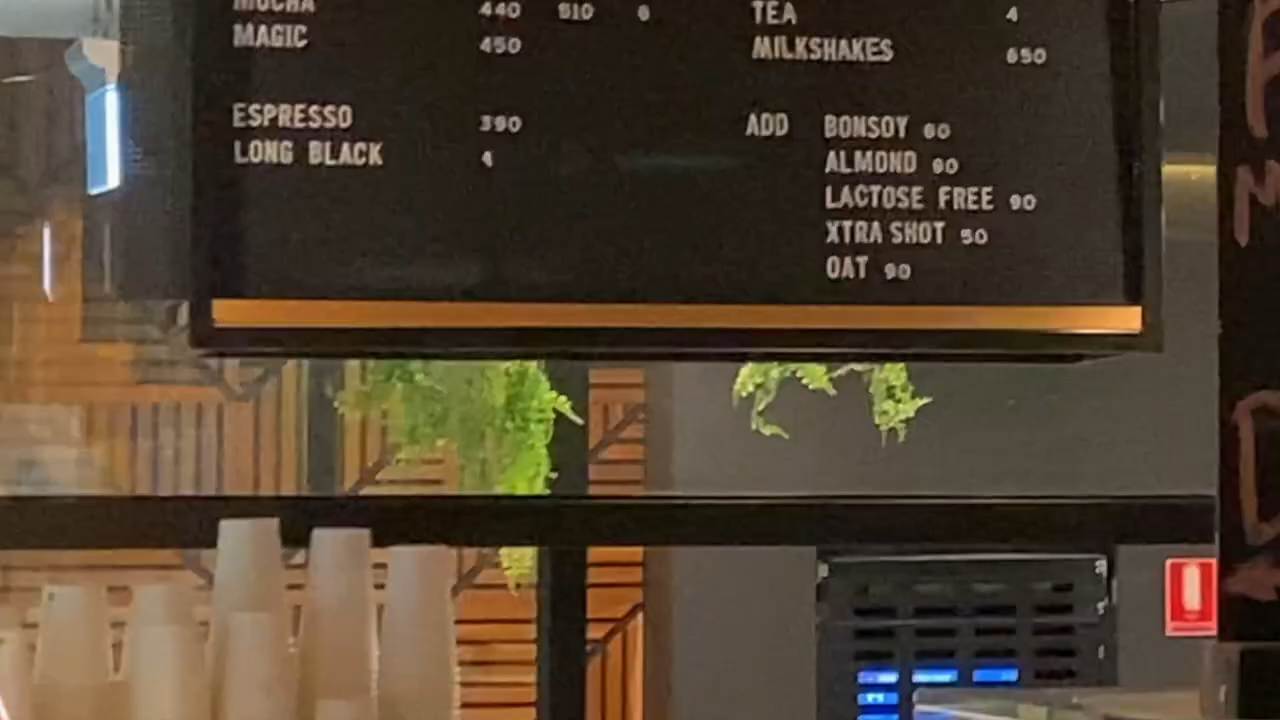 MOCHA 440 510 6
MAGIC 450
ESPRESSO 390
LONG BLACK 4
TEA 4
MILKSHAKES 650
ADD BONSOY 60
ALMOND 90
LACTOSE FREE 90
XTRA SHOT 50
OAT 90